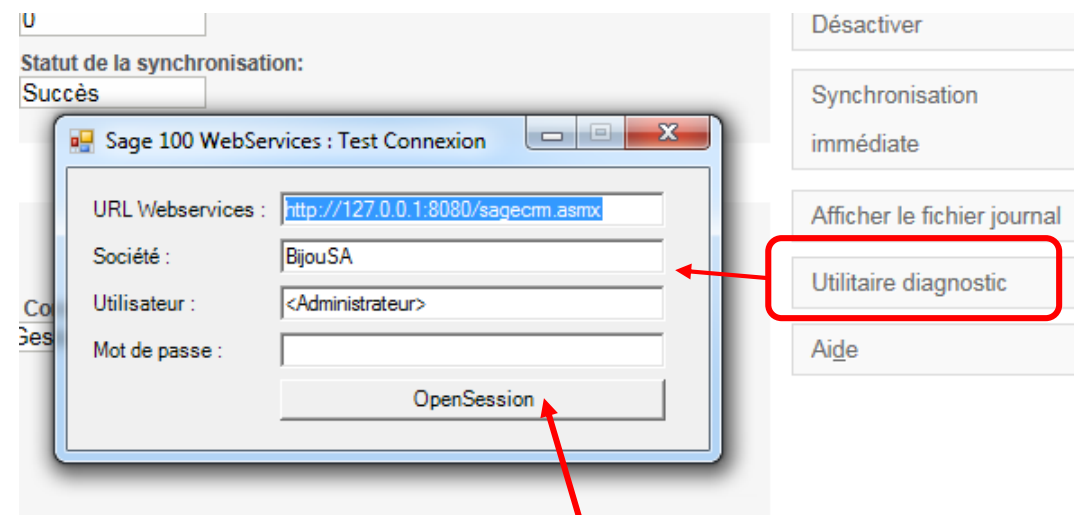 0
Statut de la synchronisation:
Succès
Sage 100 WebServices : Test Connexion
URL Webservices : http://127.0.0.1:8080/sagecrm.asmx
Société : BijouSA
Utilisateur : <Administrateur>
Mot de passe :
OpenSession
Désactiver
Synchronisation
immédiate
Afficher le fichier journal
Utilitaire diagnostic
Aide